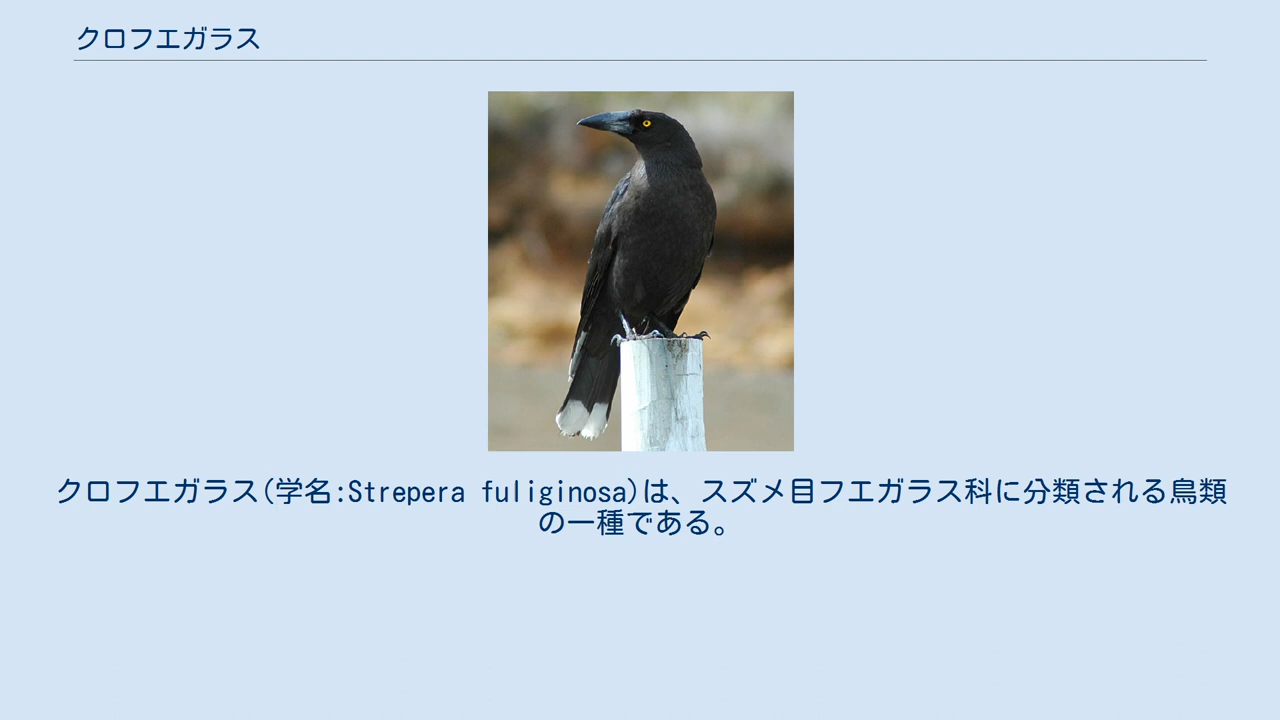 クロフエガラス
クロフエガラス(学名:Strepera fuliginosa)は、スズメ目フエガラス科に分類される鳥類
の一種である。